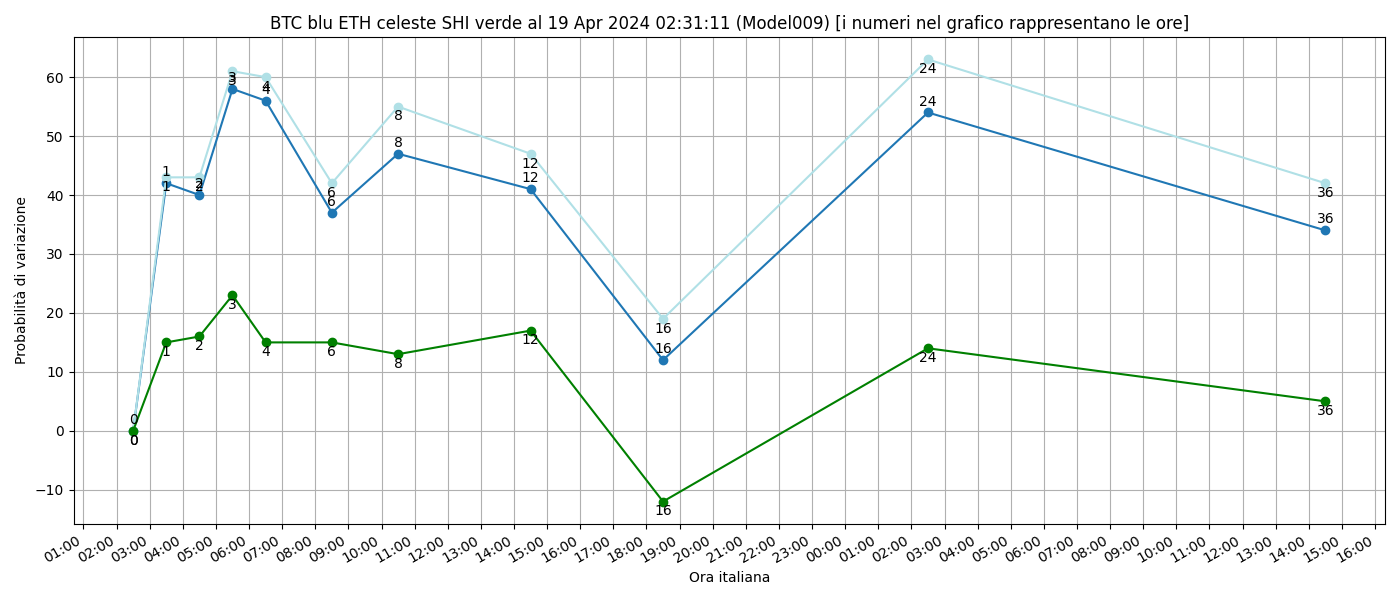 BTC blu ETH celeste SHI verde al 19 Apr 2024 02:31:11 (Model009) [i numeri nel grafico rappresentano le ore]
Probabilità di variazione
60
50
40
30
20
10
0
−10
0 1 2 3 4 6 8 12 16 24 36
0 1 2 3 4 6 8 12 16 24 36
0 1 2 3 4 6 8 12 16 24 36
01:00 02:00 03:00 04:00 05:00 06:00 07:00 08:00 09:00 10:00 11:00 12:00 13:00 14:00 15:00 16:00 17:00 18:00 19:00 20:00 21:00 22:00 23:00 00:00 01:00 02:00 03:00 04:00 05:00 06:00 07:00 08:00 09:00 10:00 11:00 12:00 13:00 14:00 15:00 16:00
Ora italiana